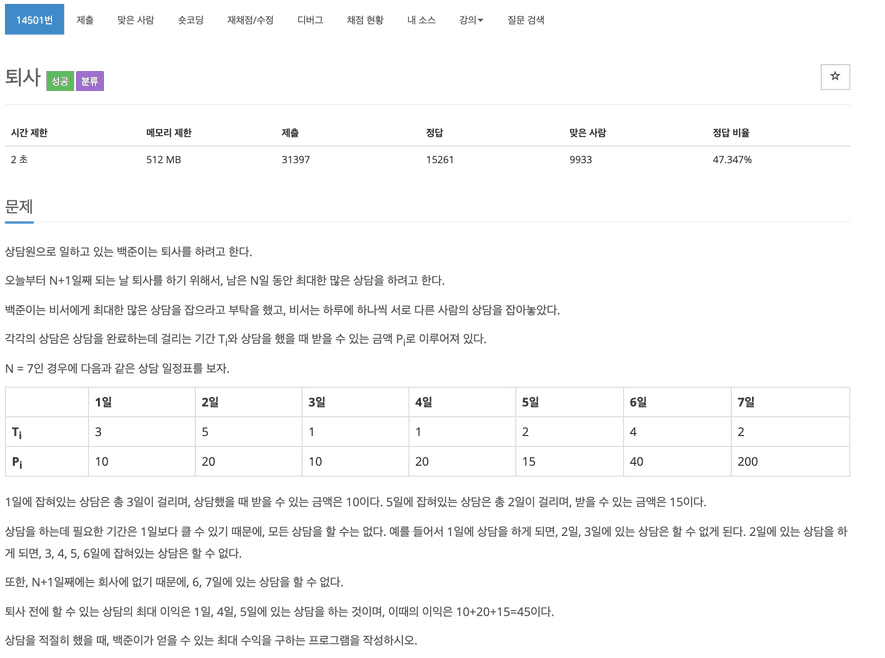 14501번 제출 맞은 사람 숏코딩 재채점/수정 디버그 채점 현황 내 소스 강의 질문 검색
퇴사 성공 분류
시간 제한 메모리 제한 제출 정답 맞은 사람 정답 비율
2 초 512 MB 31397 15261 9933 47.347%
문제
상담원으로 일하고 있는 백준이는 퇴사를 하려고 한다.
오늘부터 N+1일째 되는 날 퇴사를 하기 위해서, 남은 N일 동안 최대한 많은 상담을 하려고 한다.
백준이는 비서에게 최대한 많은 상담을 잡으라고 부탁을 했고, 비서는 하루에 하나씩 서로 다른 사람의 상담을 잡아놓았다.
각각의 상담은 상담을 완료하는데 걸리는 기간 Ti와 상담을 했을 때 받을 수 있는 금액 Pi로 이루어져 있다.
N = 7인 경우에 다음과 같은 상담 일정표를 보자.
1일 2일 3일 4일 5일 6일 7일
Ti 3 5 1 1 2 4 2
Pi 10 20 10 20 15 40 200
1일에 잡혀있는 상담은 총 3일이 걸리며, 상담했을 때 받을 수 있는 금액은 10이다. 5일에 잡혀있는 상담은 총 2일이 걸리며, 받을 수 있는 금액은 15이다.
상담을 하는데 필요한 기간은 1일보다 클 수 있기 때문에, 모든 상담을 할 수는 없다. 예를 들어서 1일에 상담을 하게 되면, 2일, 3일에 있는 상담은 할 수 없게 된다. 2일에 있는 상담을 하
게 되면, 3, 4, 5, 6일에 잡혀있는 상담은 할 수 없다.
또한, N+1일째에는 회사에 없기 때문에, 6, 7일에 있는 상담을 할 수 없다.
퇴사 전에 할 수 있는 상담의 최대 이익은 1일, 4일, 5일에 있는 상담을 하는 것이며, 이때의 이익은 10+20+15=45이다.
상담을 적절히 했을 때, 백준이가 얻을 수 있는 최대 수익을 구하는 프로그램을 작성하시오.